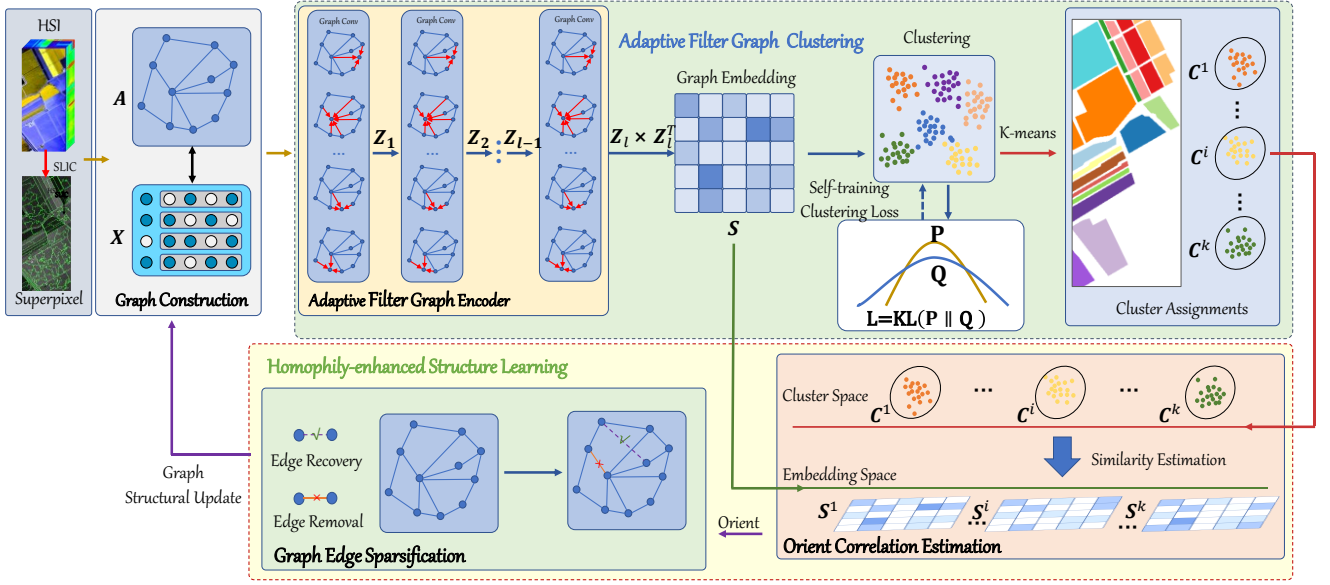 HSI
SLIC
Superpixel
A
X
Graph Construction
Graph Conv
Graph Conv
Graph Conv
...
...
...
Z₁
Z₂
Zₗ₋₁
Adaptive Filter Graph Encoder
Adaptive Filter Graph Clustering
Zₗ × Zₗᵀ
Graph Embedding
S
Clustering
Self-training
Clustering Loss
P
Q
L=KL(P ∥ Q )
K-means
C¹
...
Cⁱ
...
Cᵏ
Cluster Assignments
Homophily-enhanced Structure Learning
Edge Recovery
Edge Removal
Graph Edge Sparsification
Graph
Structural Update
Orient
Cluster Space
C¹ ... Cⁱ ... Cᵏ
Similarity Estimation
Embedding Space
S¹ ... Sⁱ ... Sᵏ
Orient Correlation Estimation